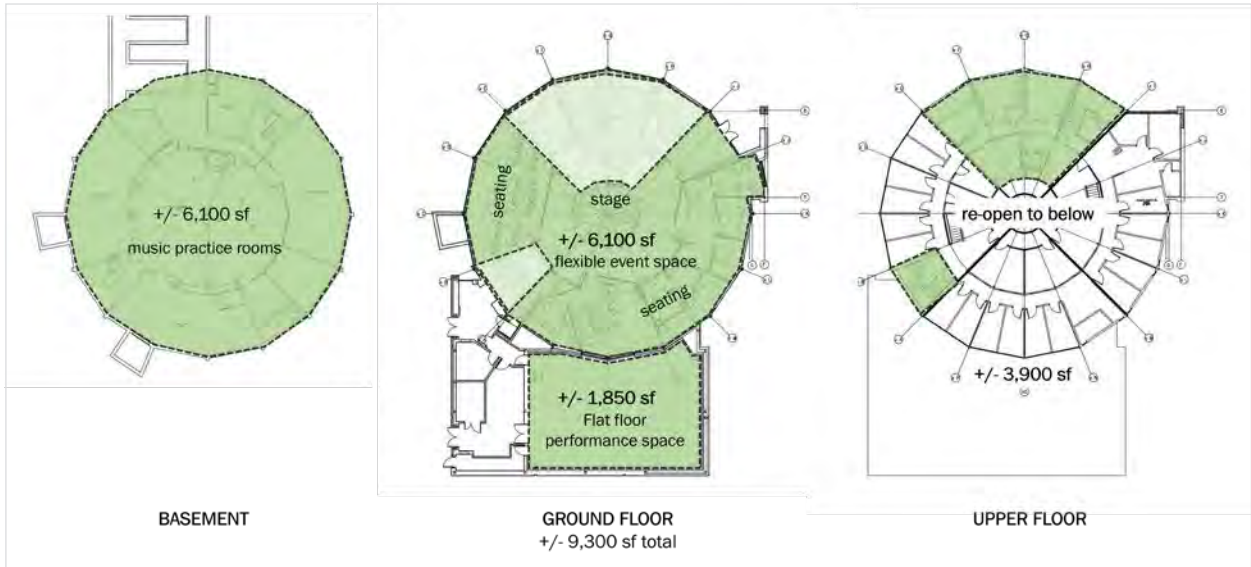 +/- 6,100 sf
music practice rooms
BASEMENT
seating
stage
+/- 6,100 sf
flexible event space
seating
+/- 1,850 sf
Flat floor
performance space
GROUND FLOOR
+/- 9,300 sf total
re-open to below
+/- 3,900 sf
UPPER FLOOR